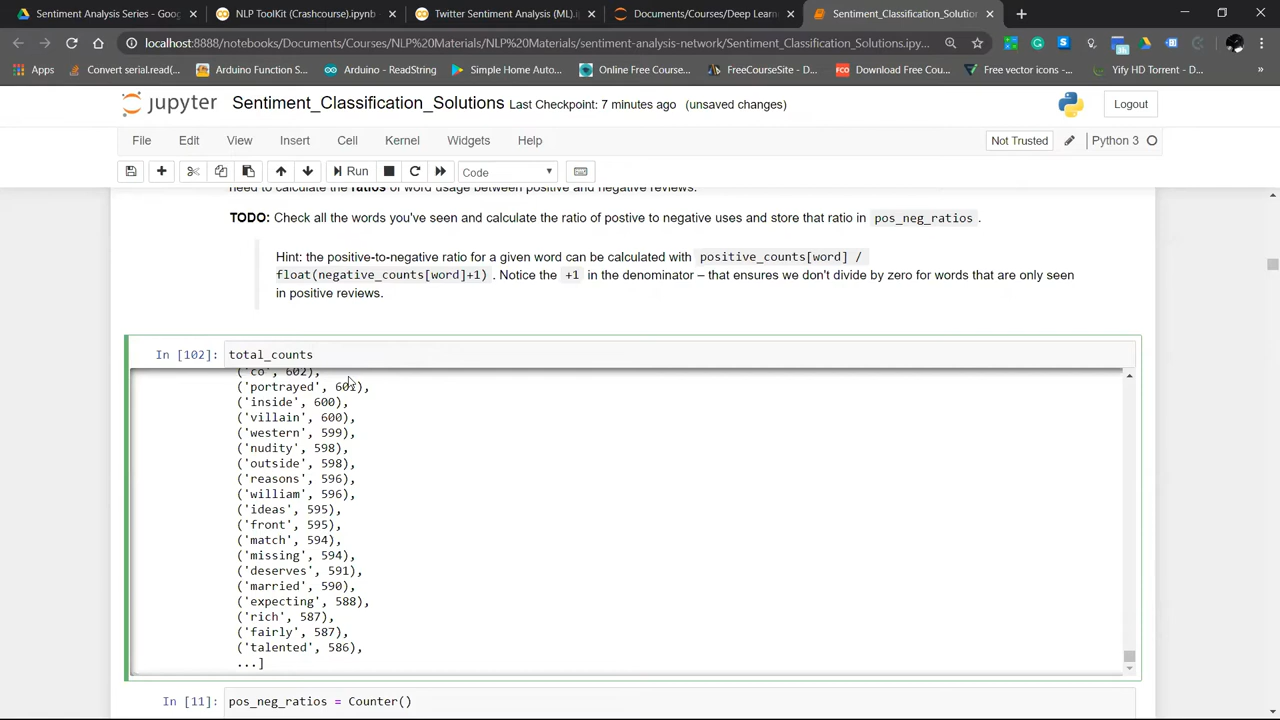 Sentiment Analysis Series - Goog
NLP ToolKit (Crashcourse).ipynb
Twitter Sentiment Analysis (ML).i
Documents/Courses/Deep Learn
Sentiment_Classification_Solution
localhost:8888/notebooks/Documents/Courses/NLP%20Materials/NLP%20Materials/sentiment-analysis-network/Sentiment_Classification_Solutions.ipy...
Apps
Convert serial.read(...
Arduino Function S...
Arduino - ReadString
Simple Home Auto...
Online Free Course...
FreeCourseSite - D...
Download Free Cou...
Free vector icons -...
Yify HD Torrent - D...
jupyter Sentiment_Classification_Solutions Last Checkpoint: 7 minutes ago (unsaved changes)
Logout
File Edit View Insert Cell Kernel Widgets Help
Not Trusted
Python 3
Run
Code
need to calculate the ratios of word usage between positive and negative reviews.
TODO: Check all the words you've seen and calculate the ratio of postive to negative uses and store that ratio in pos_neg_ratios .
Hint: the positive-to-negative ratio for a given word can be calculated with positive_counts[word] /
float(negative_counts[word]+1) . Notice the +1 in the denominator – that ensures we don't divide by zero for words that are only seen
in positive reviews.
In [102]: total_counts
('co', 602),
('portrayed',
('inside', 600),
('villain', 600),
('western', 599),
('nudity', 598),
('outside', 598),
('reasons', 596),
('william', 596),
('ideas', 595),
('front', 595),
('match', 594),
('missing', 594),
('deserves', 591),
('married', 590),
('expecting', 588),
('rich', 587),
('fairly', 587),
('talented', 586),
...]
In [11]: pos_neg_ratios = Counter()